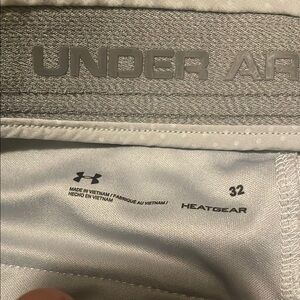 UNDER AR
32
MADE IN VIETNAM / FABRIQUÉ AU VIETNAM /
HECHO EN VIETNAM
HEATGEAR